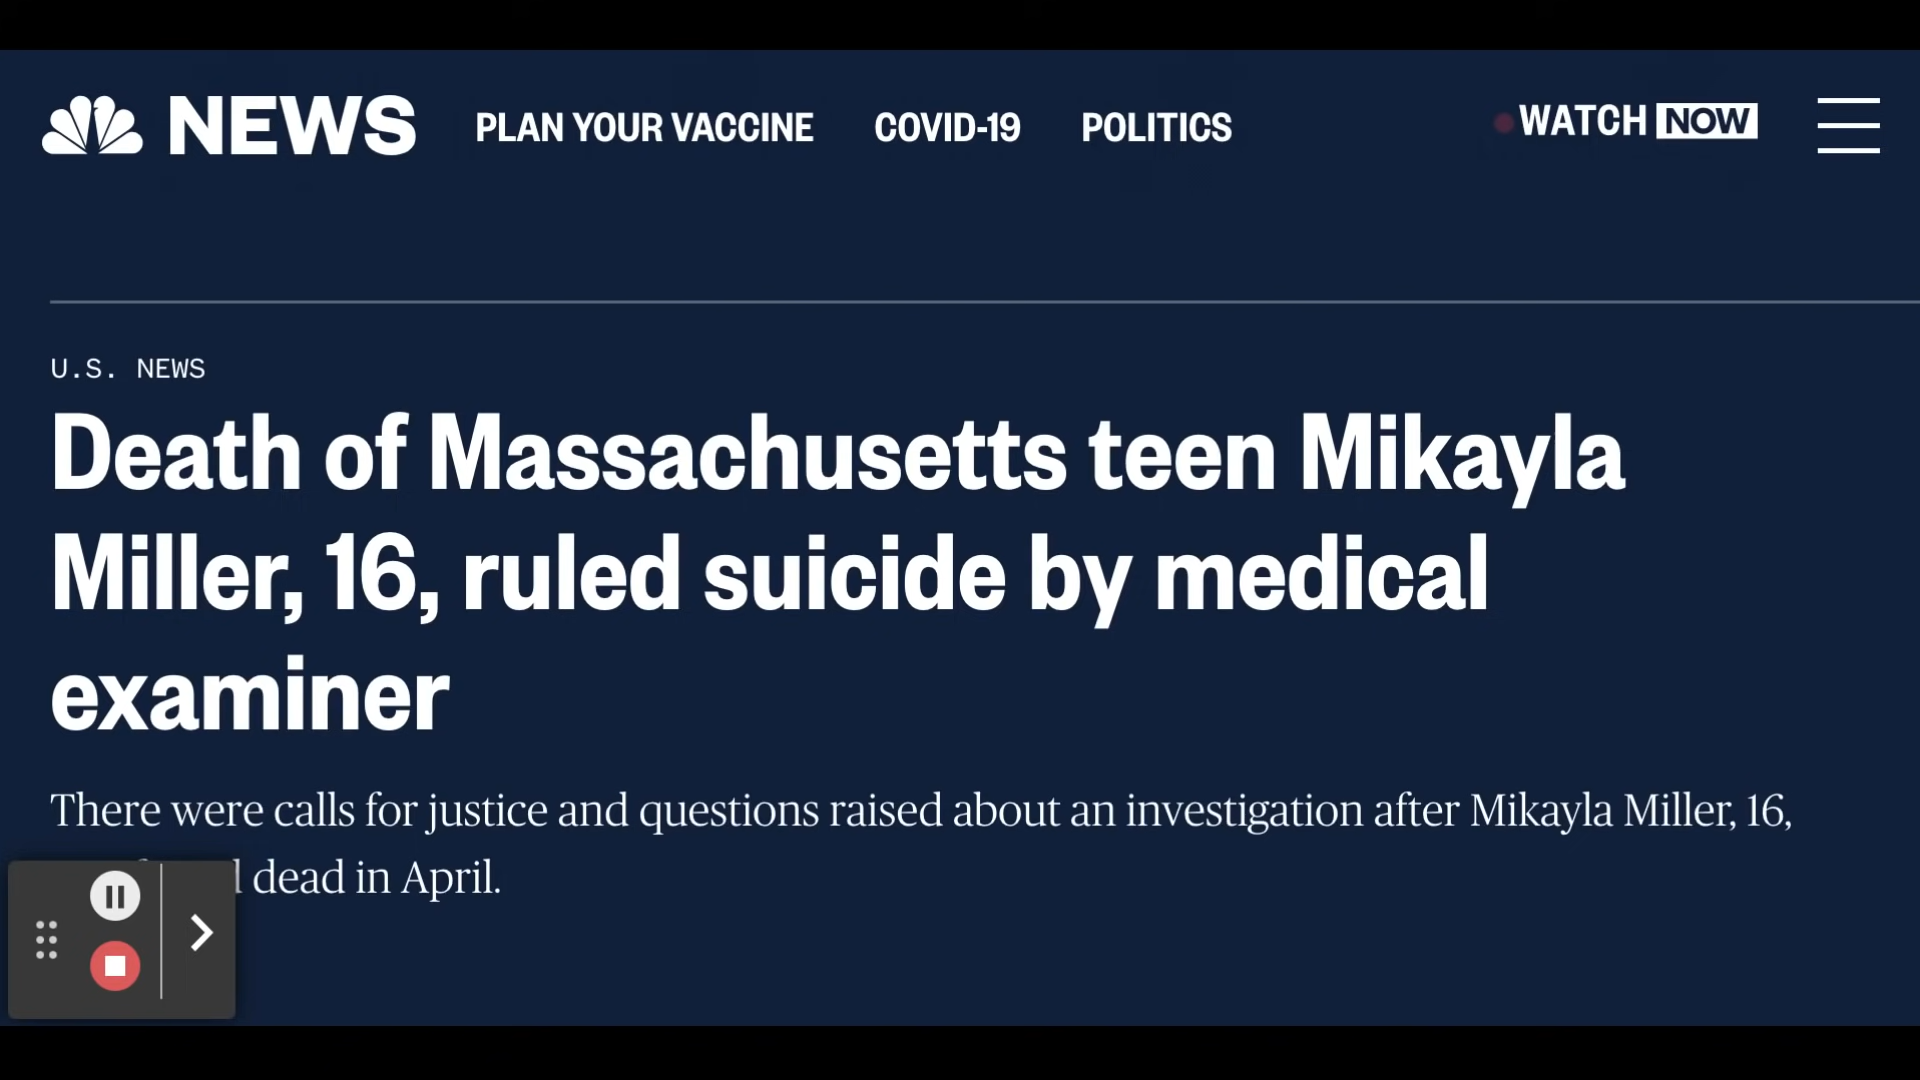 NEWS PLAN YOUR VACCINE COVID-19 POLITICS WATCH NOW
U.S. NEWS
Death of Massachusetts teen Mikayla
Miller, 16, ruled suicide by medical
examiner
There were calls for justice and questions raised about an investigation after Mikayla Miller, 16,
dead in April.